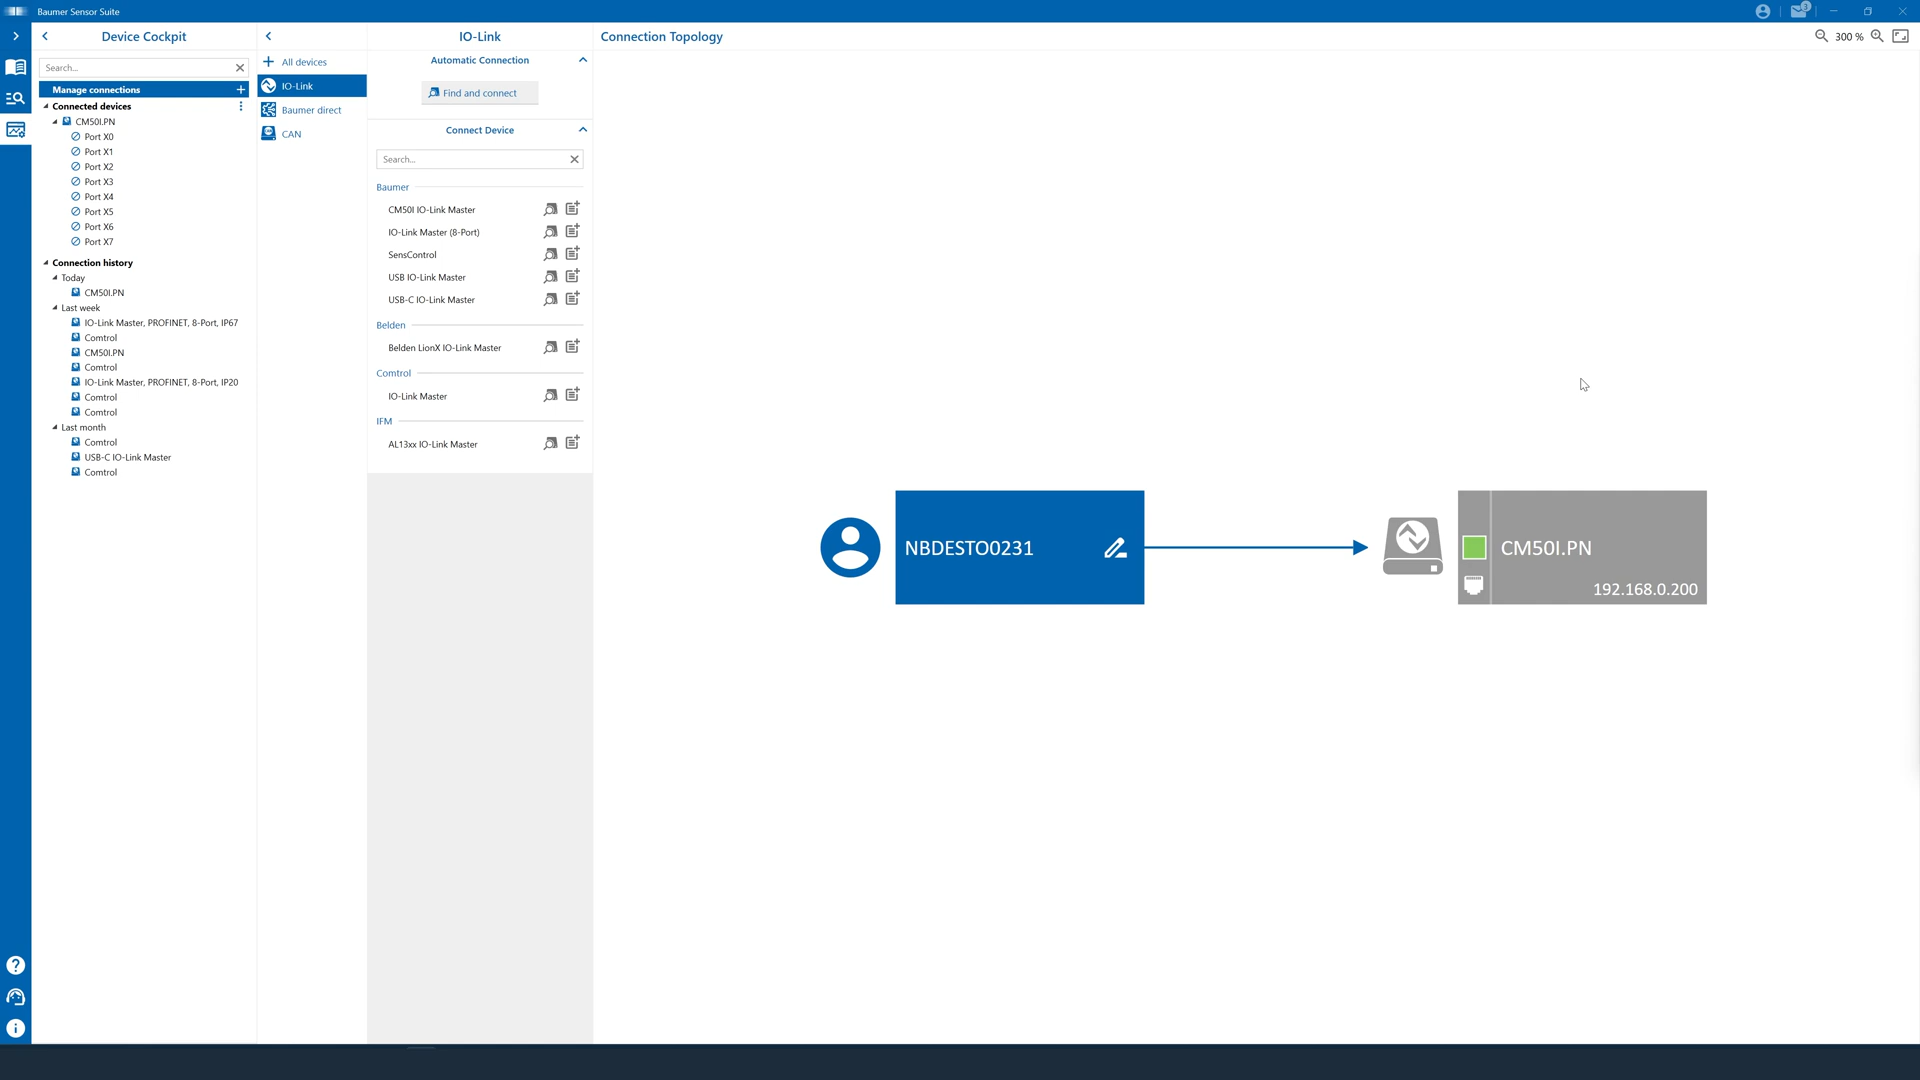 Baumer Sensor Suite
3
Device Cockpit
Search...
Manage connections
Connected devices
CM50I.PN
Port X0
Port X1
Port X2
Port X3
Port X4
Port X5
Port X6
Port X7
Connection history
Today
CM50I.PN
Last week
IO-Link Master, PROFINET, 8-Port, IP67
Comtrol
CM50I.PN
Comtrol
IO-Link Master, PROFINET, 8-Port, IP20
Comtrol
Comtrol
Last month
Comtrol
USB-C IO-Link Master
Comtrol
All devices
IO-Link
Baumer direct
CAN
IO-Link
Automatic Connection
Find and connect
Connect Device
Search...
Baumer
CM50I IO-Link Master
IO-Link Master (8-Port)
SensControl
USB IO-Link Master
USB-C IO-Link Master
Belden
Belden LionX IO-Link Master
Comtrol
IO-Link Master
IFM
AL13xx IO-Link Master
Connection Topology
300 %
NBDESTO0231
CM50I.PN
192.168.0.200